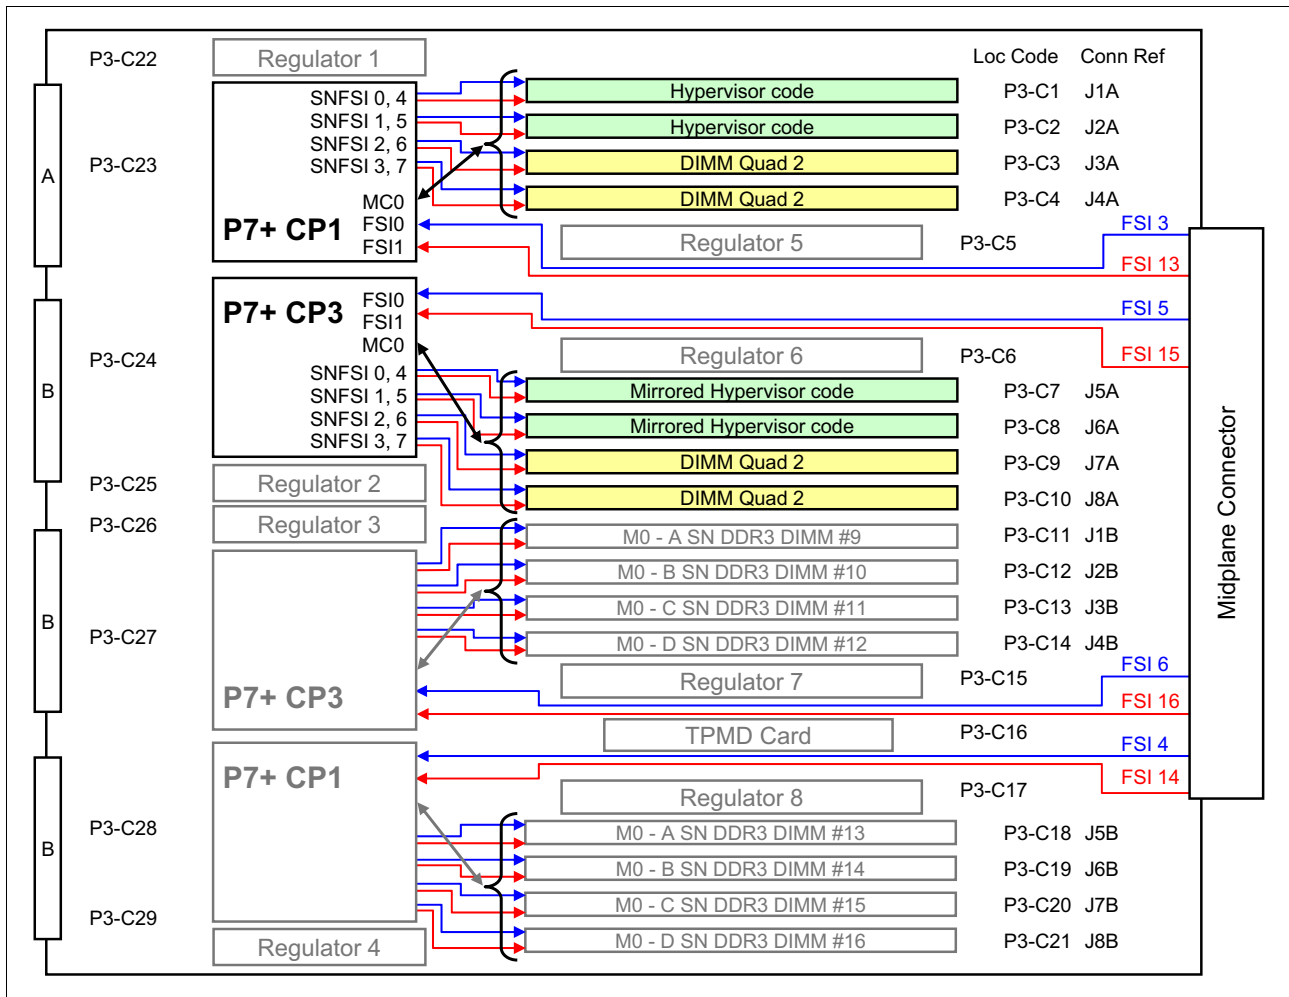 P3-C22
Regulator 1
Loc Code Conn Ref
SNFSI 0, 4
Hypervisor code
P3-C1 J1A
SNFSI 1, 5
Hypervisor code
P3-C2 J2A
SNFSI 2, 6
A
P3-C23
SNFSI 3, 7
DIMM Quad 2
P3-C3 J3A
MC0
DIMM Quad 2
P3-C4 J4A
P7+ CP1
FSI0
FSI1
Regulator 5
P3-C5
FSI 3
FSI 13
P7+ CP3
FSI0
FSI1
MC0
FSI 5
B
P3-C24
Regulator 6
P3-C6
FSI 15
SNFSI 0, 4
SNFSI 1, 5
SNFSI 2, 6
SNFSI 3, 7
Mirrored Hypervisor code
P3-C7 J5A
Mirrored Hypervisor code
P3-C8 J6A
DIMM Quad 2
P3-C9 J7A
P3-C25
Regulator 2
DIMM Quad 2
P3-C10 J8A
P3-C26
Regulator 3
M0 - A SN DDR3 DIMM #9
P3-C11 J1B
M0 - B SN DDR3 DIMM #10
P3-C12 J2B
B
P3-C27
M0 - C SN DDR3 DIMM #11
P3-C13 J3B
M0 - D SN DDR3 DIMM #12
P3-C14 J4B
P7+ CP3
Regulator 7
P3-C15
FSI 6
FSI 16
TPMD Card
P3-C16
FSI 4
P7+ CP1
FSI 14
Regulator 8
P3-C17
B
P3-C28
M0 - A SN DDR3 DIMM #13
P3-C18 J5B
M0 - B SN DDR3 DIMM #14
P3-C19 J6B
P3-C29
M0 - C SN DDR3 DIMM #15
P3-C20 J7B
Regulator 4
M0 - D SN DDR3 DIMM #16
P3-C21 J8B
Midplane Connector